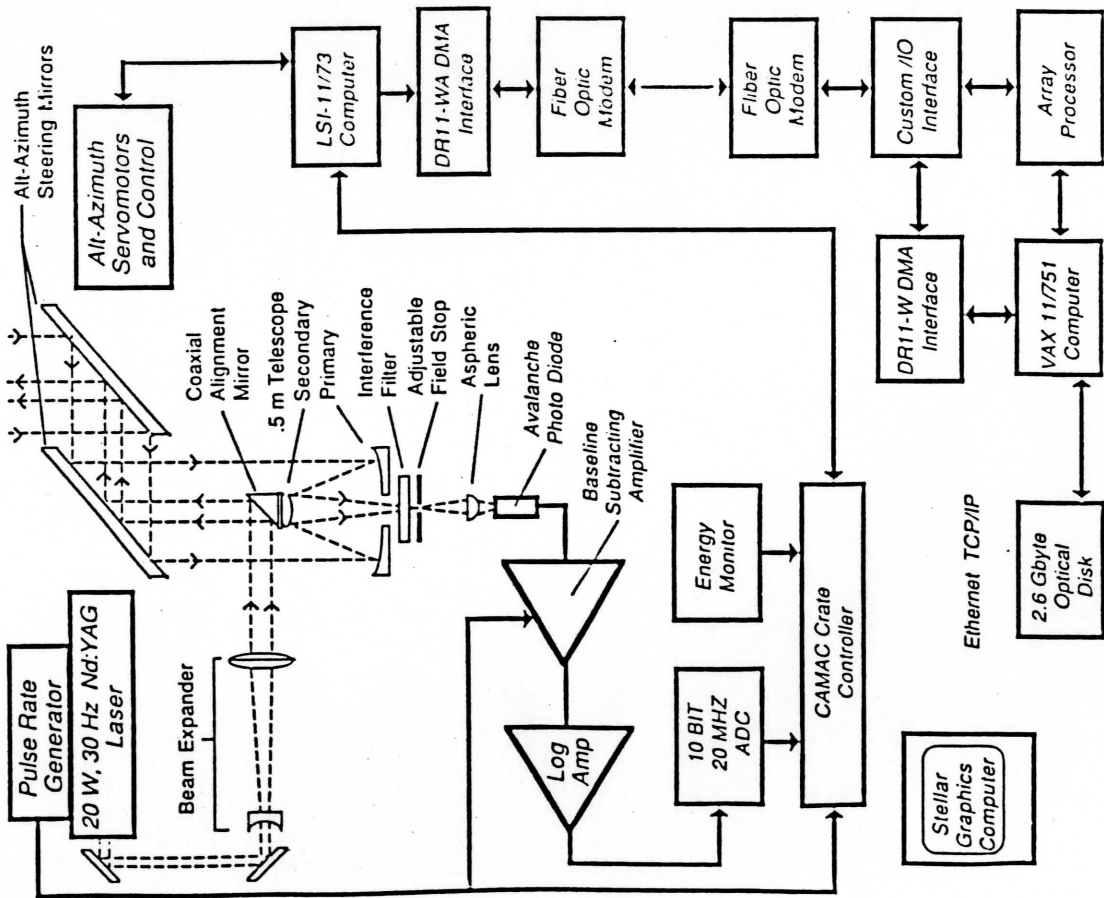 Pulse Rate
Generator
20 W, 30 Hz Nd:YAG
Laser
Alt-Azimuth
Steering Mirrors
Alt-Azimuth
Servomotors
and Control
Beam Expander
Coaxial
Alignment
Mirror
.5 m Telescope
Secondary
Primary
Interference
Filter
Adjustable
Field Stop
Aspheric
Lens
Avalanche
Photo Diode
Baseline
Subtracting
Amplifier
Log
Amp
10 BIT
20 MHZ
ADC
Energy
Monitor
CAMAC Crate
Controller
LSI-11/73
Computer
DR11-WA DMA
Interface
Fiber
Optic
Modem
Fliber
Optic
Modem
Custom /IO
Interface
Array
Processor
DR11-W DMA
Interface
VAX 11/751
Computer
Ethernet TCP/IP
2.6 Gbyte
Optical
Disk
Stellar
Graphics
Computer